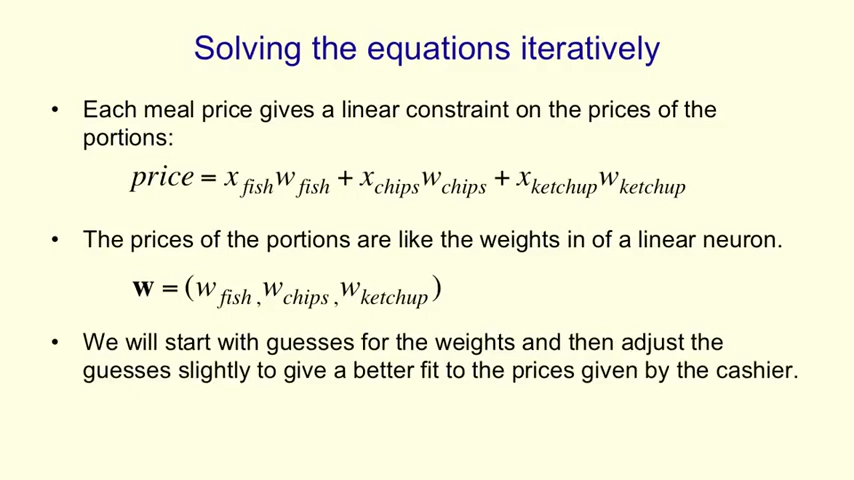 Solving the equations iteratively
• Each meal price gives a linear constraint on the prices of the
portions:
price = x_fish w_fish + x_chips w_chips + x_ketchup w_ketchup
• The prices of the portions are like the weights in of a linear neuron.
w = (w_fish, w_chips, w_ketchup)
• We will start with guesses for the weights and then adjust the
guesses slightly to give a better fit to the prices given by the cashier.